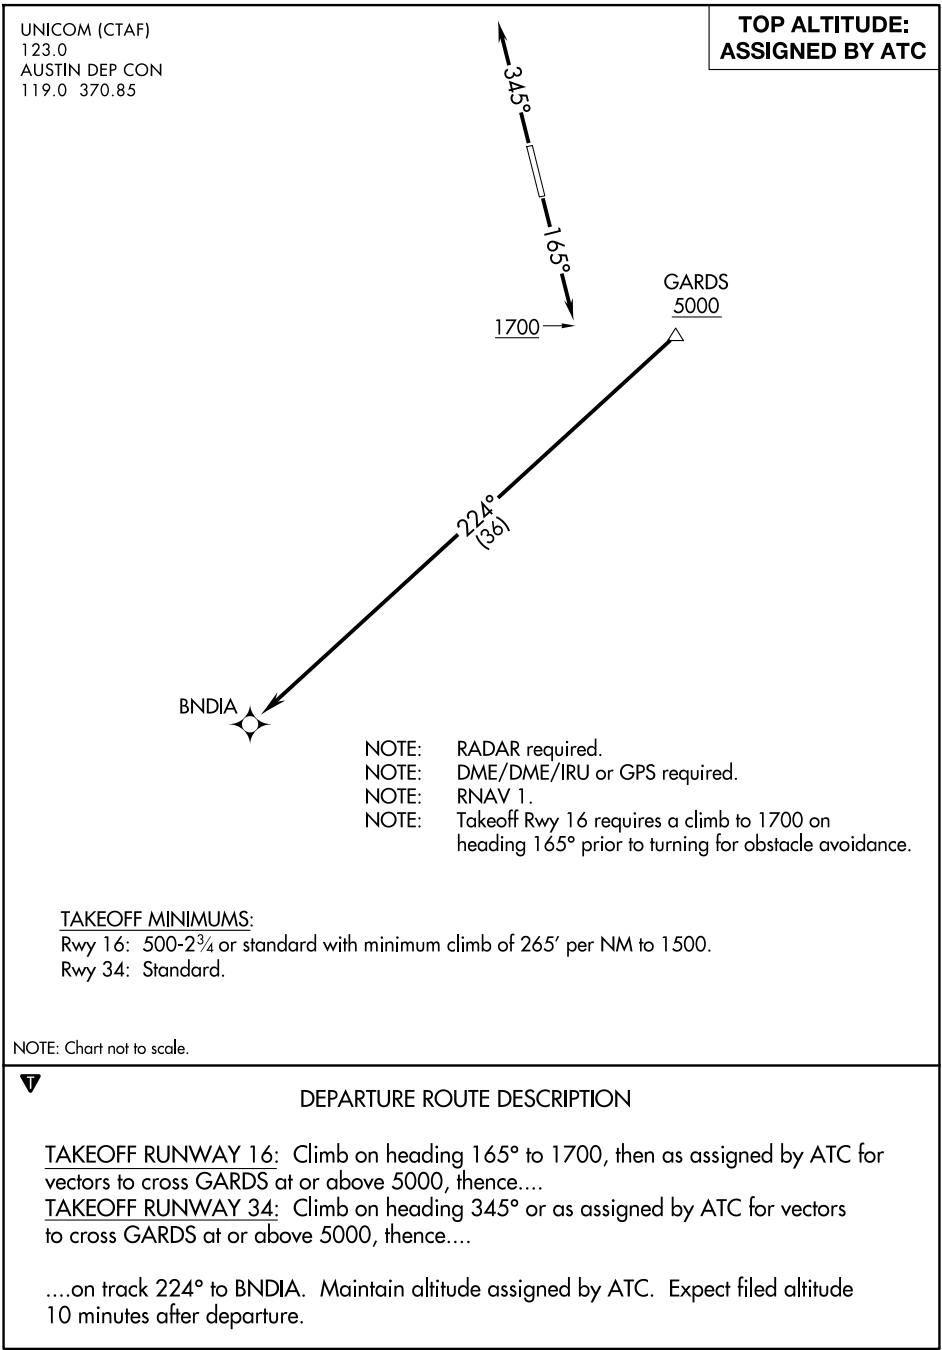 UNICOM (CTAF)
123.0
AUSTIN DEP CON
119.0 370.85
TOP ALTITUDE:
ASSIGNED BY ATC
345°
165°
1700
GARDS
5000
224°
(36)
BNDIA
NOTE: RADAR required.
NOTE: DME/DME/IRU or GPS required.
NOTE: RNAV 1.
NOTE: Takeoff Rwy 16 requires a climb to 1700 on
heading 165° prior to turning for obstacle avoidance.
TAKEOFF MINIMUMS:
Rwy 16: 500-2¾ or standard with minimum climb of 265′ per NM to 1500.
Rwy 34: Standard.
NOTE: Chart not to scale.
T
DEPARTURE ROUTE DESCRIPTION
TAKEOFF RUNWAY 16: Climb on heading 165° to 1700, then as assigned by ATC for
vectors to cross GARDS at or above 5000, thence....
TAKEOFF RUNWAY 34: Climb on heading 345° or as assigned by ATC for vectors
to cross GARDS at or above 5000, thence....
....on track 224° to BNDIA. Maintain altitude assigned by ATC. Expect filed altitude
10 minutes after departure.